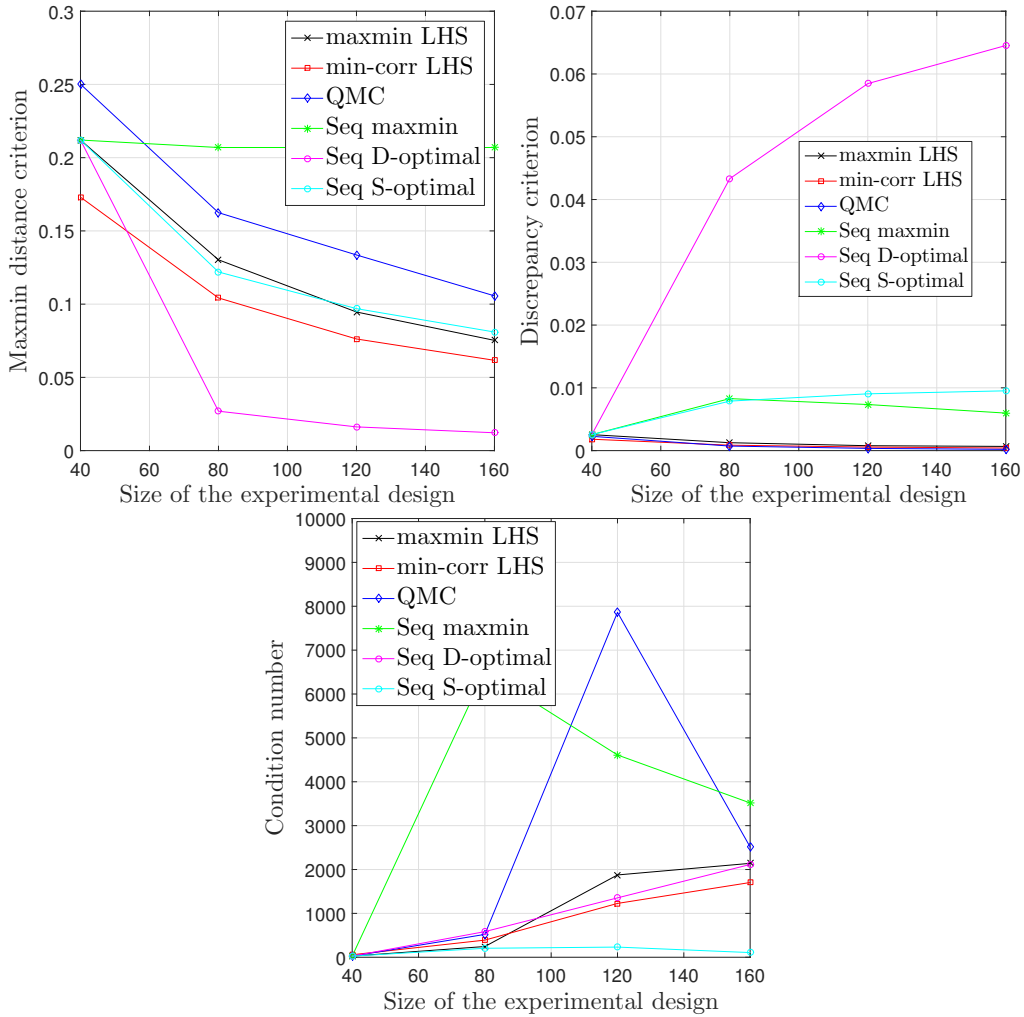 0.3
0.25
0.2
0.15
0.1
0.05
0
Maxmin distance criterion
maxmin LHS
min-corr LHS
QMC
Seq maxmin
Seq D-optimal
Seq S-optimal
40 60 80 100 120 140 160
Size of the experimental design
0.07
0.06
0.05
0.04
0.03
0.02
0.01
0
Discrepancy criterion
maxmin LHS
min-corr LHS
QMC
Seq maxmin
Seq D-optimal
Seq S-optimal
40 60 80 100 120 140 160
Size of the experimental design
10000
9000
8000
7000
6000
5000
4000
3000
2000
1000
0
Condition number
maxmin LHS
min-corr LHS
QMC
Seq maxmin
Seq D-optimal
Seq S-optimal
40 60 80 100 120 140 160
Size of the experimental design